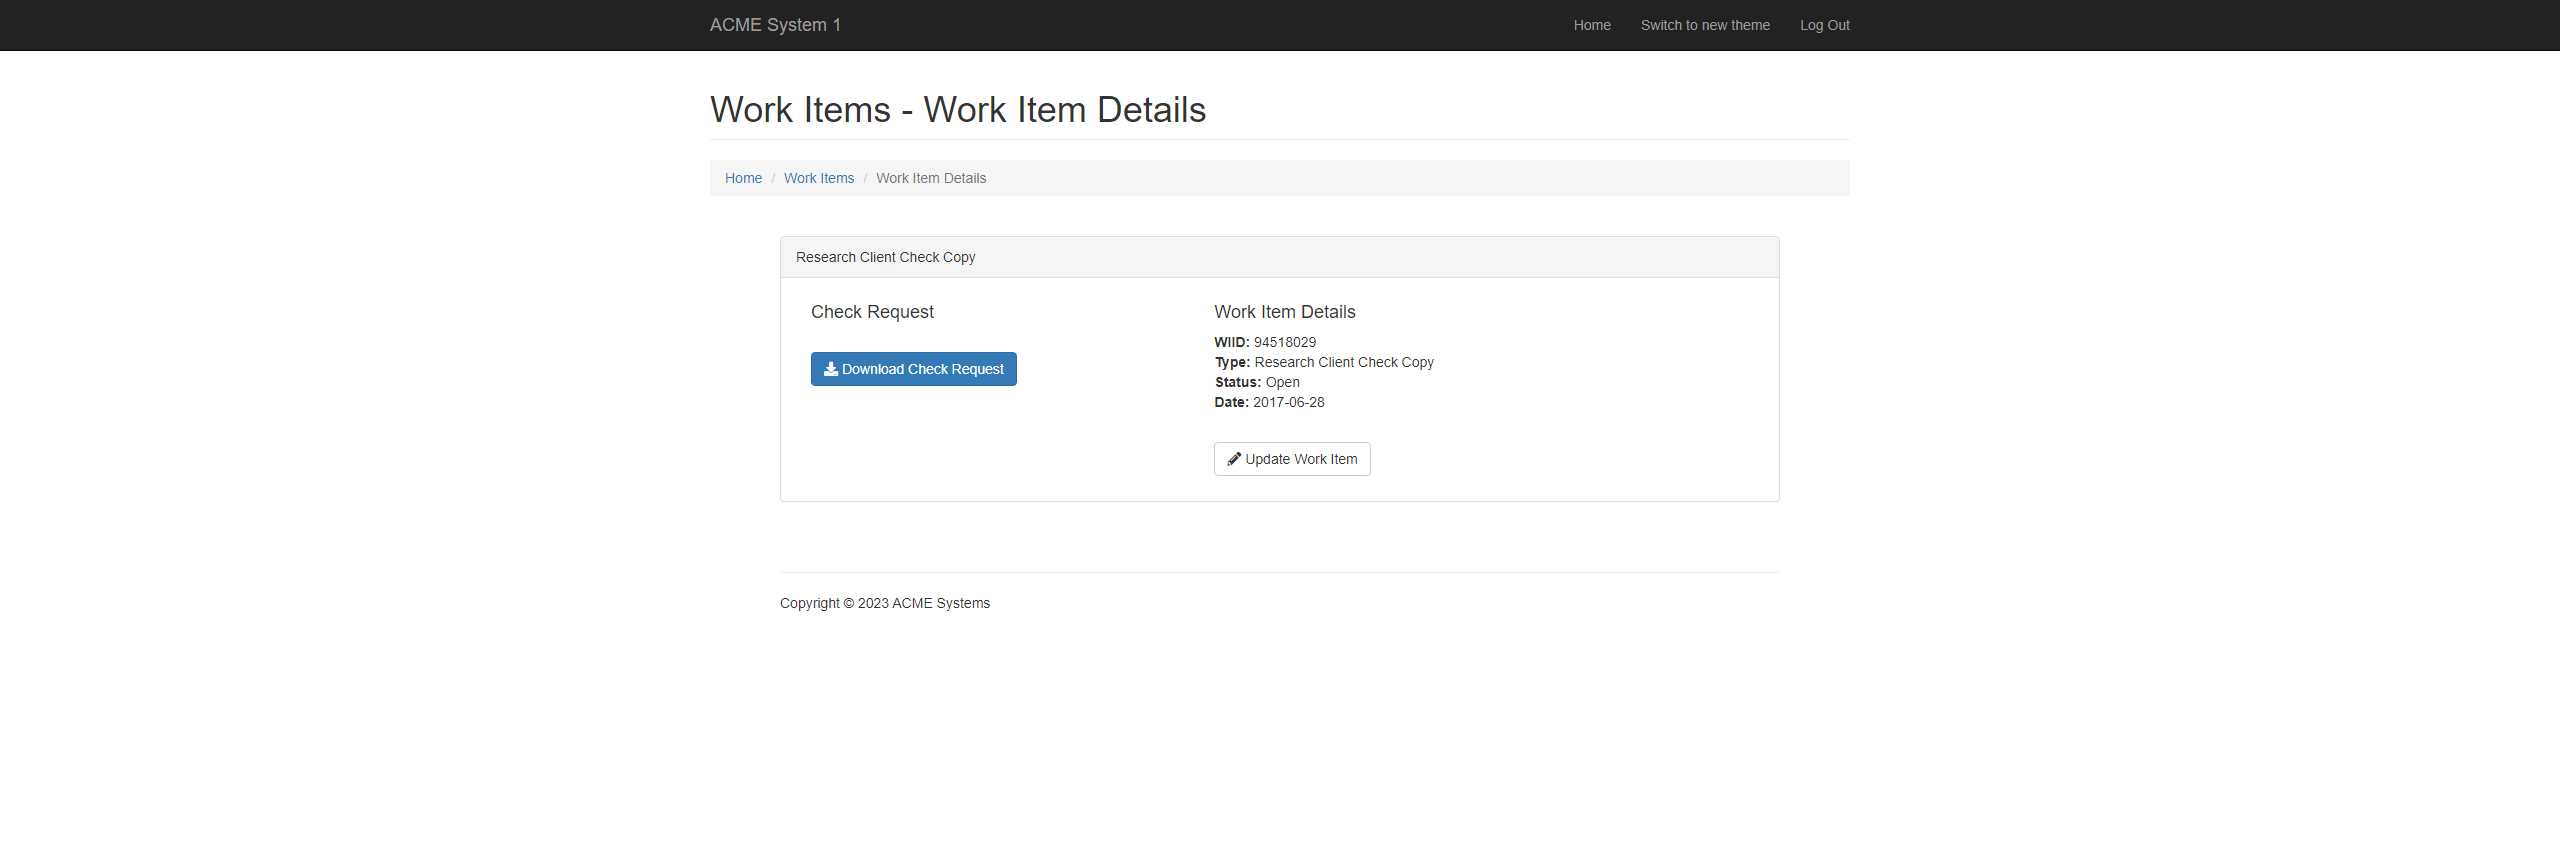 ACME System 1
Home
Switch to new theme
Log Out
Work Items - Work Item Details
Home / Work Items / Work Item Details
Research Client Check Copy
Check Request
Download Check Request
Work Item Details
WIID: 94518029
Type: Research Client Check Copy
Status: Open
Date: 2017-06-28
Update Work Item
Copyright © 2023 ACME Systems